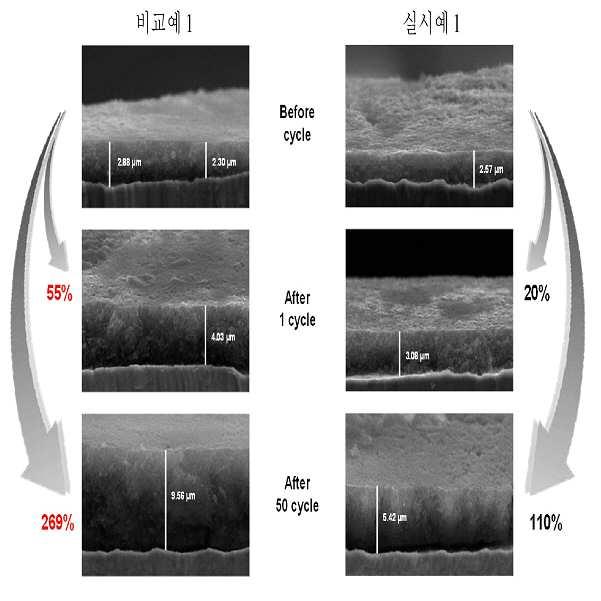 비교예 1
실시예 1
Before
cycle
2.88 µm
2.30 µm
2.57 µm
55%
After
1 cycle
20%
4.03 µm
3.08 µm
After
50 cycle
9.56 µm
5.42 µm
269%
110%